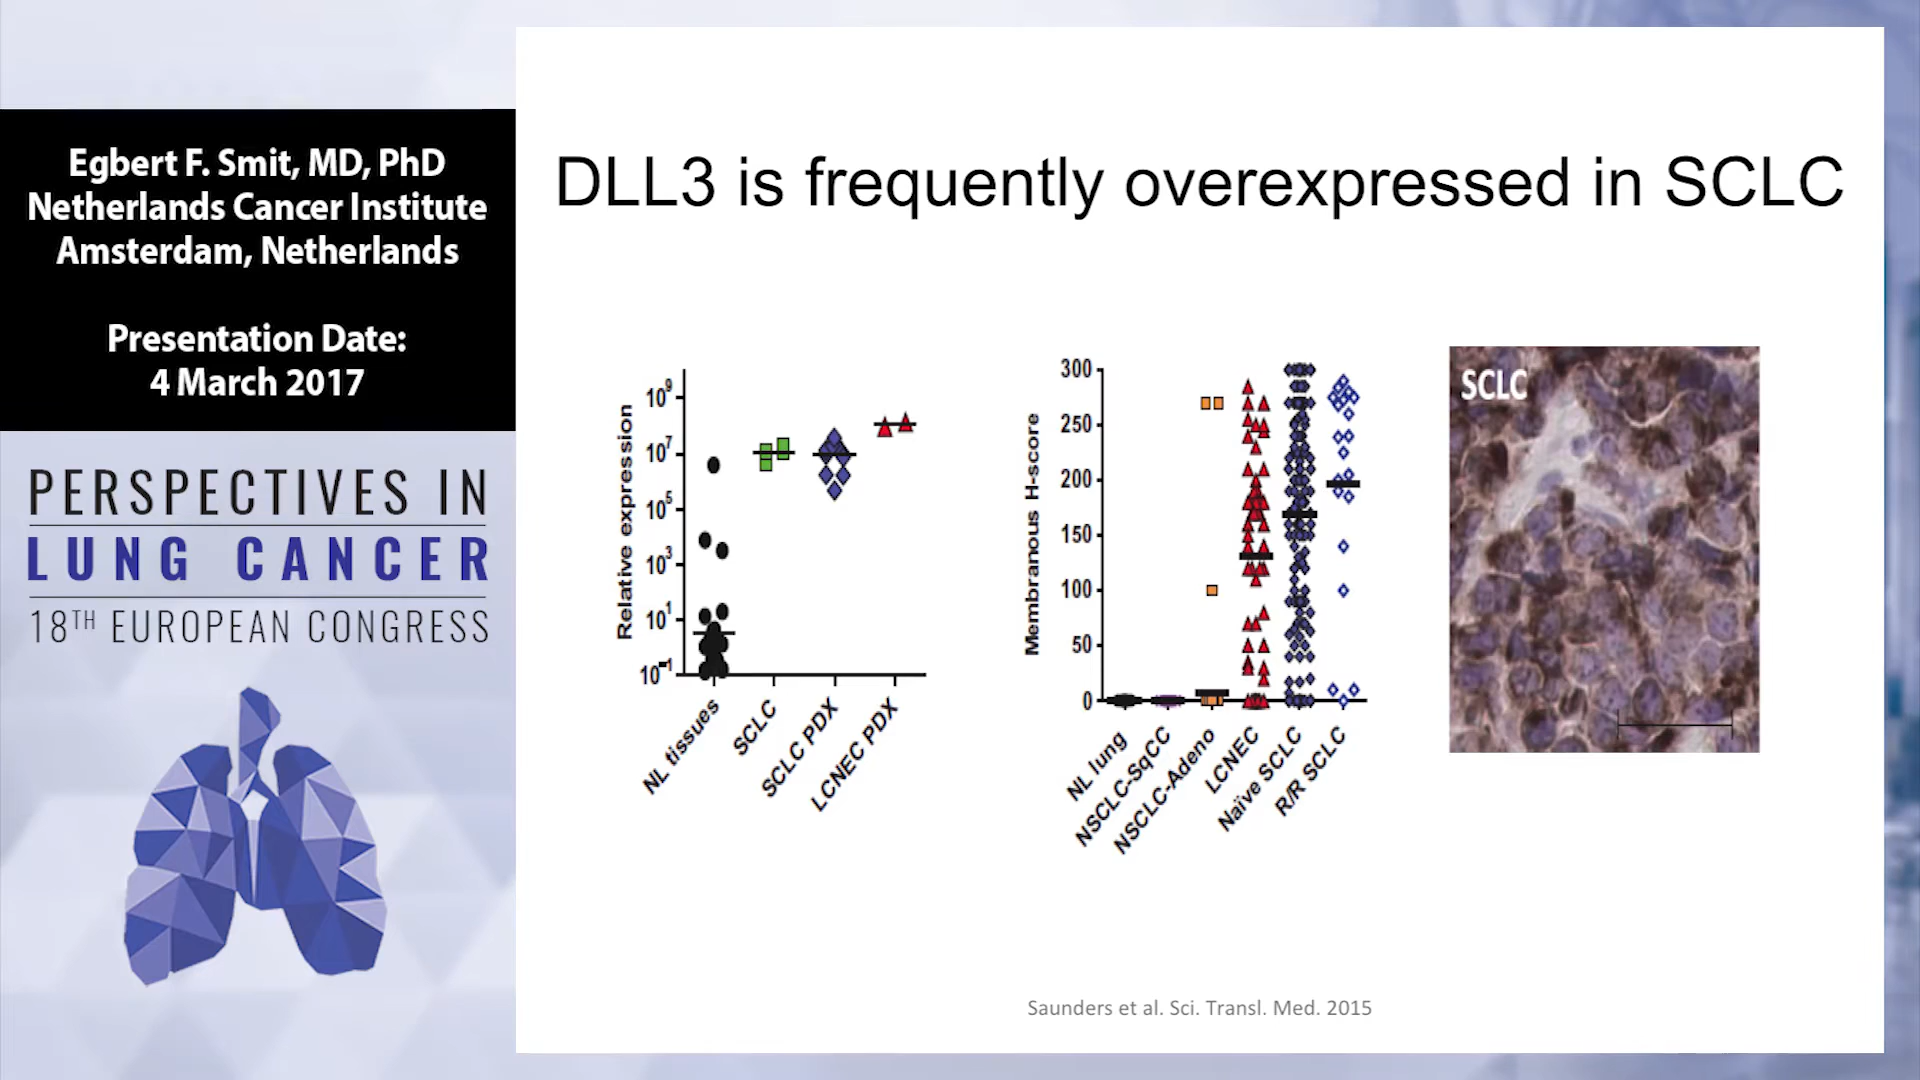 Egbert F. Smit, MD, PhD
Netherlands Cancer Institute
Amsterdam, Netherlands
Presentation Date:
4 March 2017
PERSPECTIVES IN
LUNG CANCER
18TH EUROPEAN CONGRESS
DLL3 is frequently overexpressed in SCLC
Relative expression
10⁹
10⁷
10⁵
10³
10¹
10⁻¹
NL tissues
SCLC
SCLC PDX
LCNEC PDX
Membranous H-score
300
250
200
150
100
50
0
NL lung
NSCLC-SqCC
NSCLC-Adeno
LCNEC
Naïve SCLC
R/R SCLC
SCLC
Saunders et al. Sci. Transl. Med. 2015